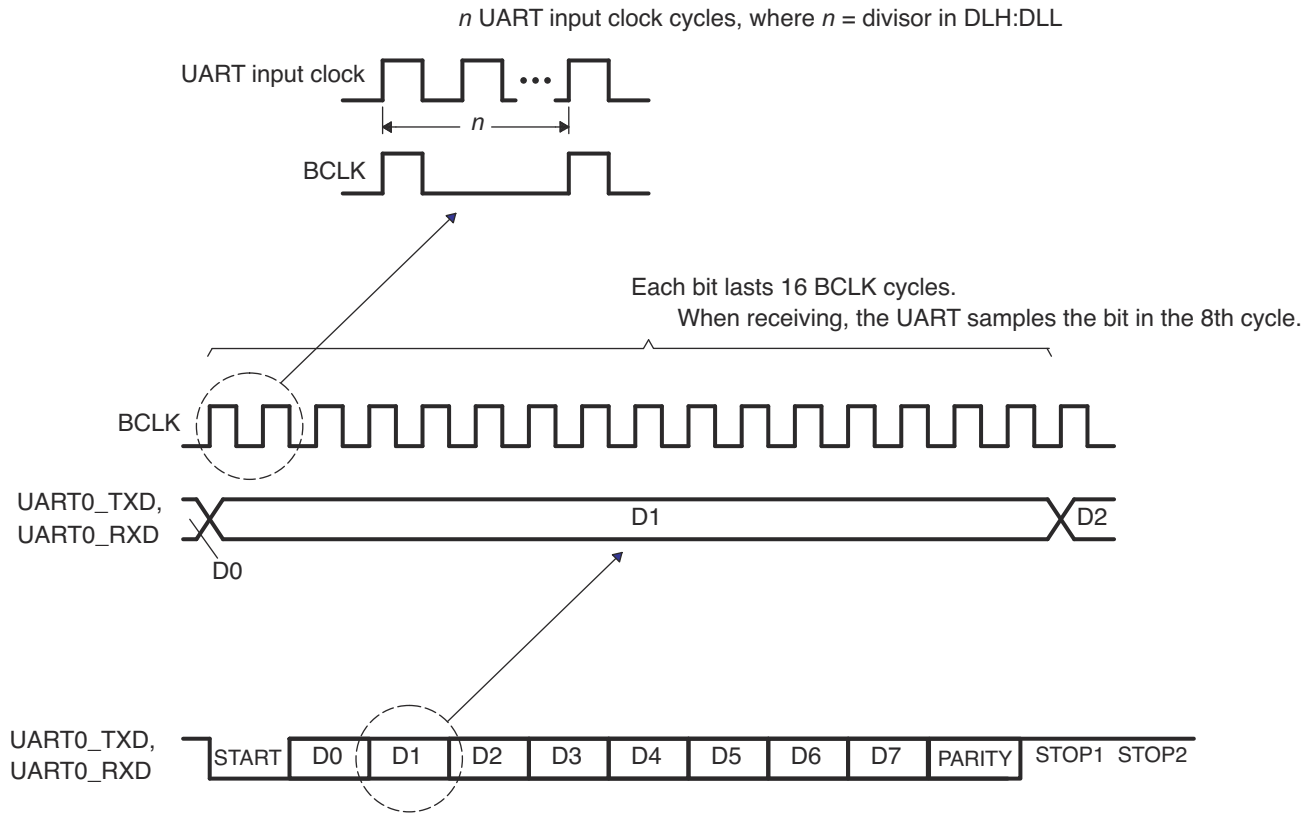 n UART input clock cycles, where n = divisor in DLH:DLL
UART input clock
n
BCLK
Each bit lasts 16 BCLK cycles.
When receiving, the UART samples the bit in the 8th cycle.
BCLK
UART0_TXD,
UART0_RXD
D1
D2
D0
UART0_TXD,
UART0_RXD
START D0 D1 D2 D3 D4 D5 D6 D7 PARITY STOP1 STOP2